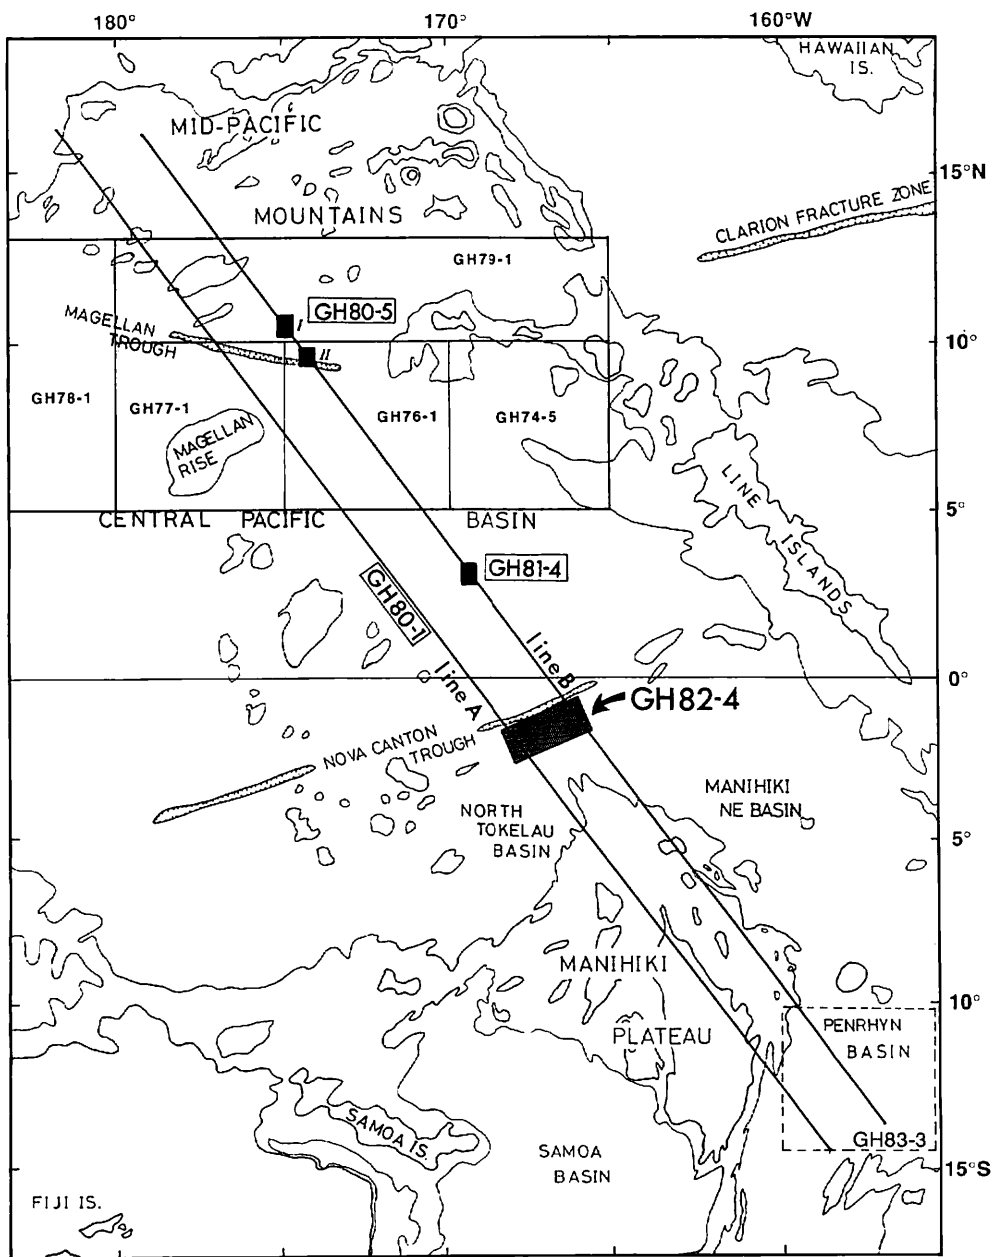 180°
170°
160°W
HAWAIIAN
IS.
MID-PACIFIC
15°N
CLARION FRACTURE ZONE
MOUNTAINS
GH79-1
GH80-5
I
MAGELLAN
TROUGH
10°
II
GH78-1
GH77-1
GH76-1
GH74-5
MAGELLAN
RISE
LINE
ISLANDS
5°
CENTRAL PACIFIC BASIN
GH81-4
GH80-1
line B
line A
0°
GH82-4
NOVA CANTON
TROUGH
MANIHIKI
NE BASIN
NORTH
TOKELAU
BASIN
5°
MANIHIKI
PLATEAU
10°
PENRHYN
BASIN
SAMOA IS.
GH83-3
SAMOA
BASIN
15°S
FIJI IS.